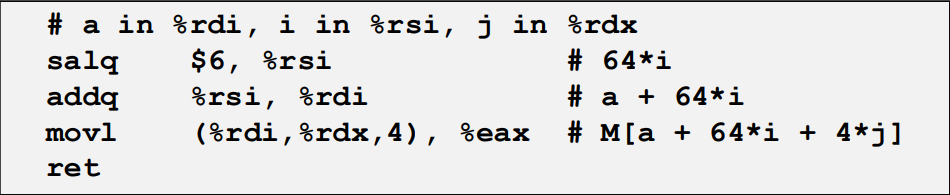 # a in %rdi, i in %rsi, j in %rdx
salq $6, %rsi # 64*i
addq %rsi, %rdi # a + 64*i
movl (%rdi,%rdx,4), %eax # M[a + 64*i + 4*j]
ret